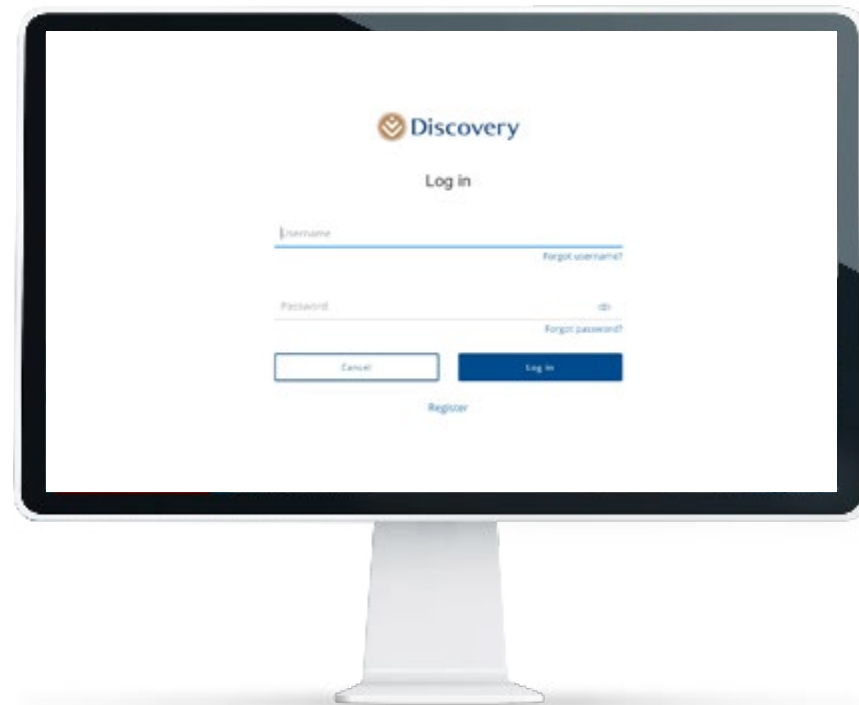 Discovery
Log in
Username
Forgot username?
Password
Forgot password?
Cancel Log in
Register